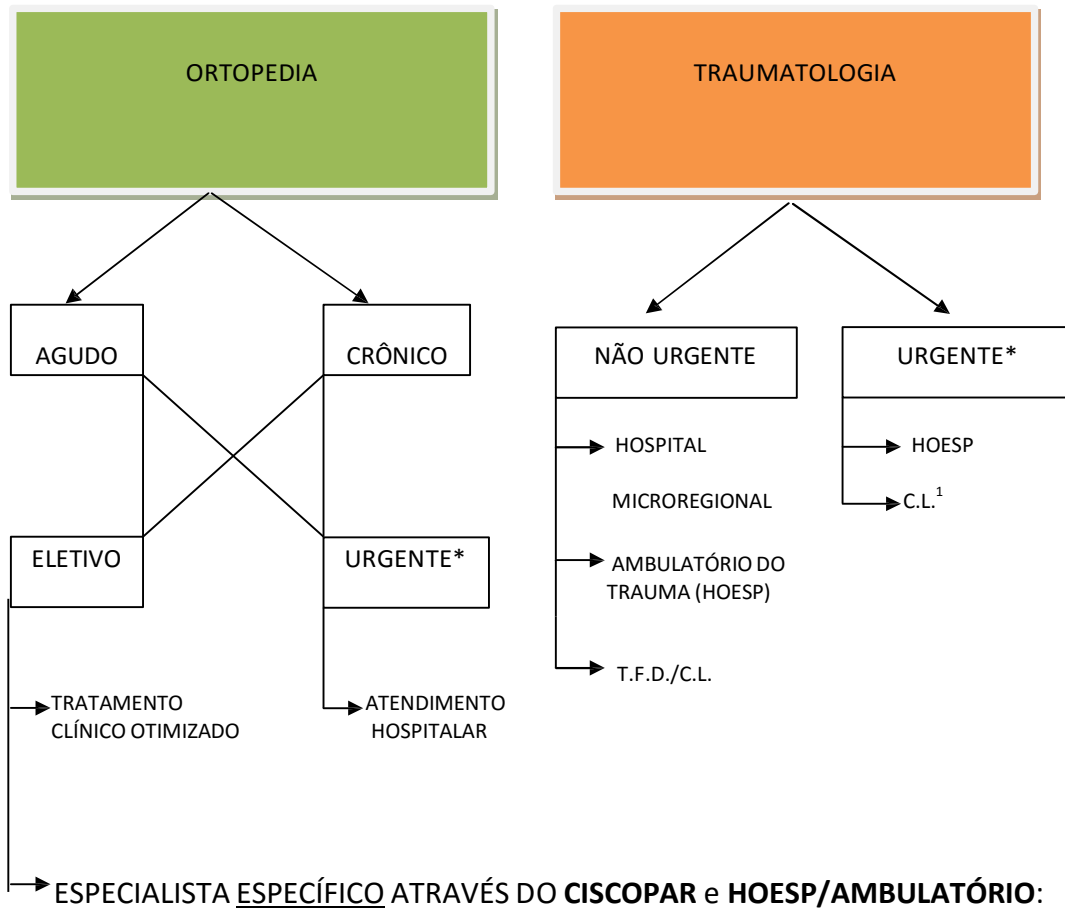 ORTOPEDIA
TRAUMATOLOGIA
AGUDO
CRÔNICO
NÃO URGENTE
URGENTE*
HOSPITAL
MICROREGIONAL
HOESP
C.L.¹
ELETIVO
URGENTE*
AMBULATÓRIO DO
TRAUMA (HOESP)
T.F.D./C.L.
TRATAMENTO
CLÍNICO OTIMIZADO
ATENDIMENTO
HOSPITALAR
ESPECIALISTA ESPECÍFICO ATRAVÉS DO CISCOPAR e HOESP/AMBULATÓRIO: